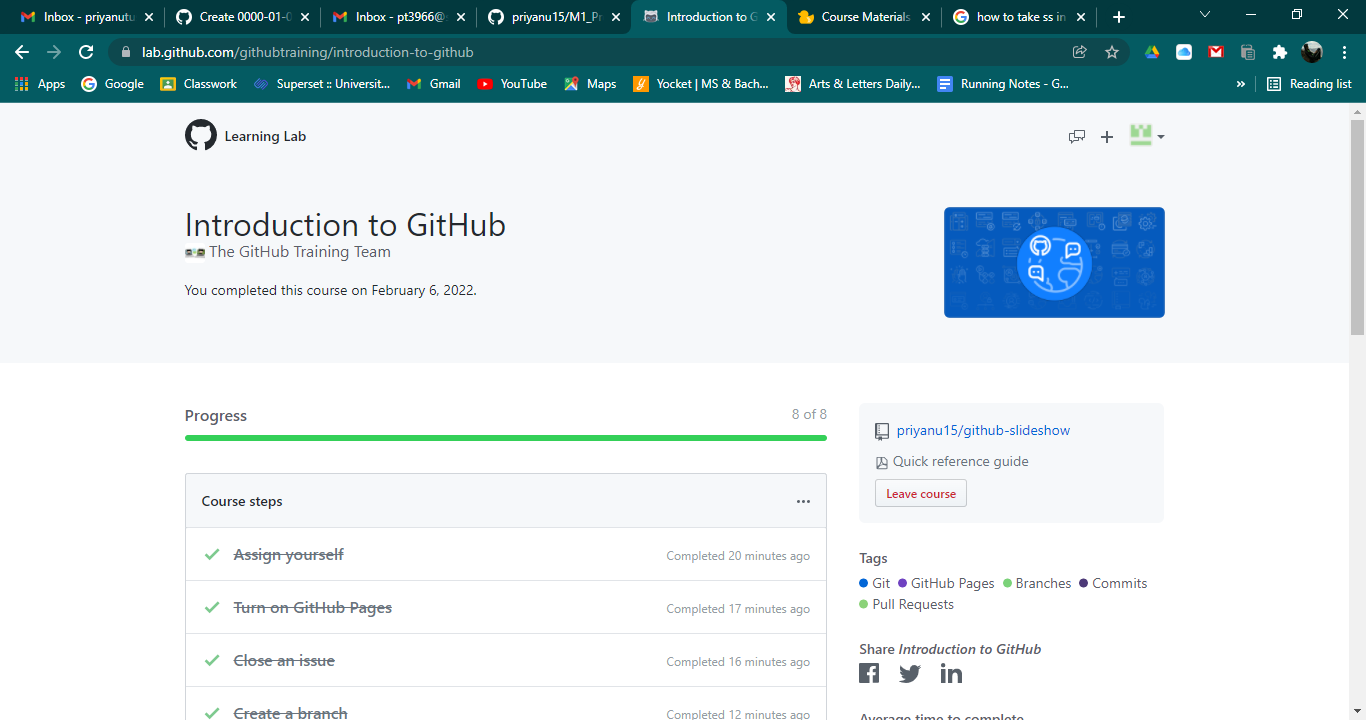 Inbox - priyanutu
Create 0000-01-0
Inbox - pt3966@
priyanu15/M1_Pr
Introduction to G
Course Materials
how to take ss in
lab.github.com/githubtraining/introduction-to-github
Apps
Google
Classwork
Superset :: Universit...
Gmail
YouTube
Maps
Yocket | MS & Bach...
Arts & Letters Daily...
Running Notes - G...
»
Reading list
Learning Lab
Introduction to GitHub
The GitHub Training Team
You completed this course on February 6, 2022.
Progress
8 of 8
Course steps
Assign yourself
Completed 20 minutes ago
Turn on GitHub Pages
Completed 17 minutes ago
Close an issue
Completed 16 minutes ago
Create a branch
Completed 12 minutes ago
priyanu15/github-slideshow
Quick reference guide
Leave course
Tags
Git GitHub Pages Branches Commits
Pull Requests
Share Introduction to GitHub
Average time to complete